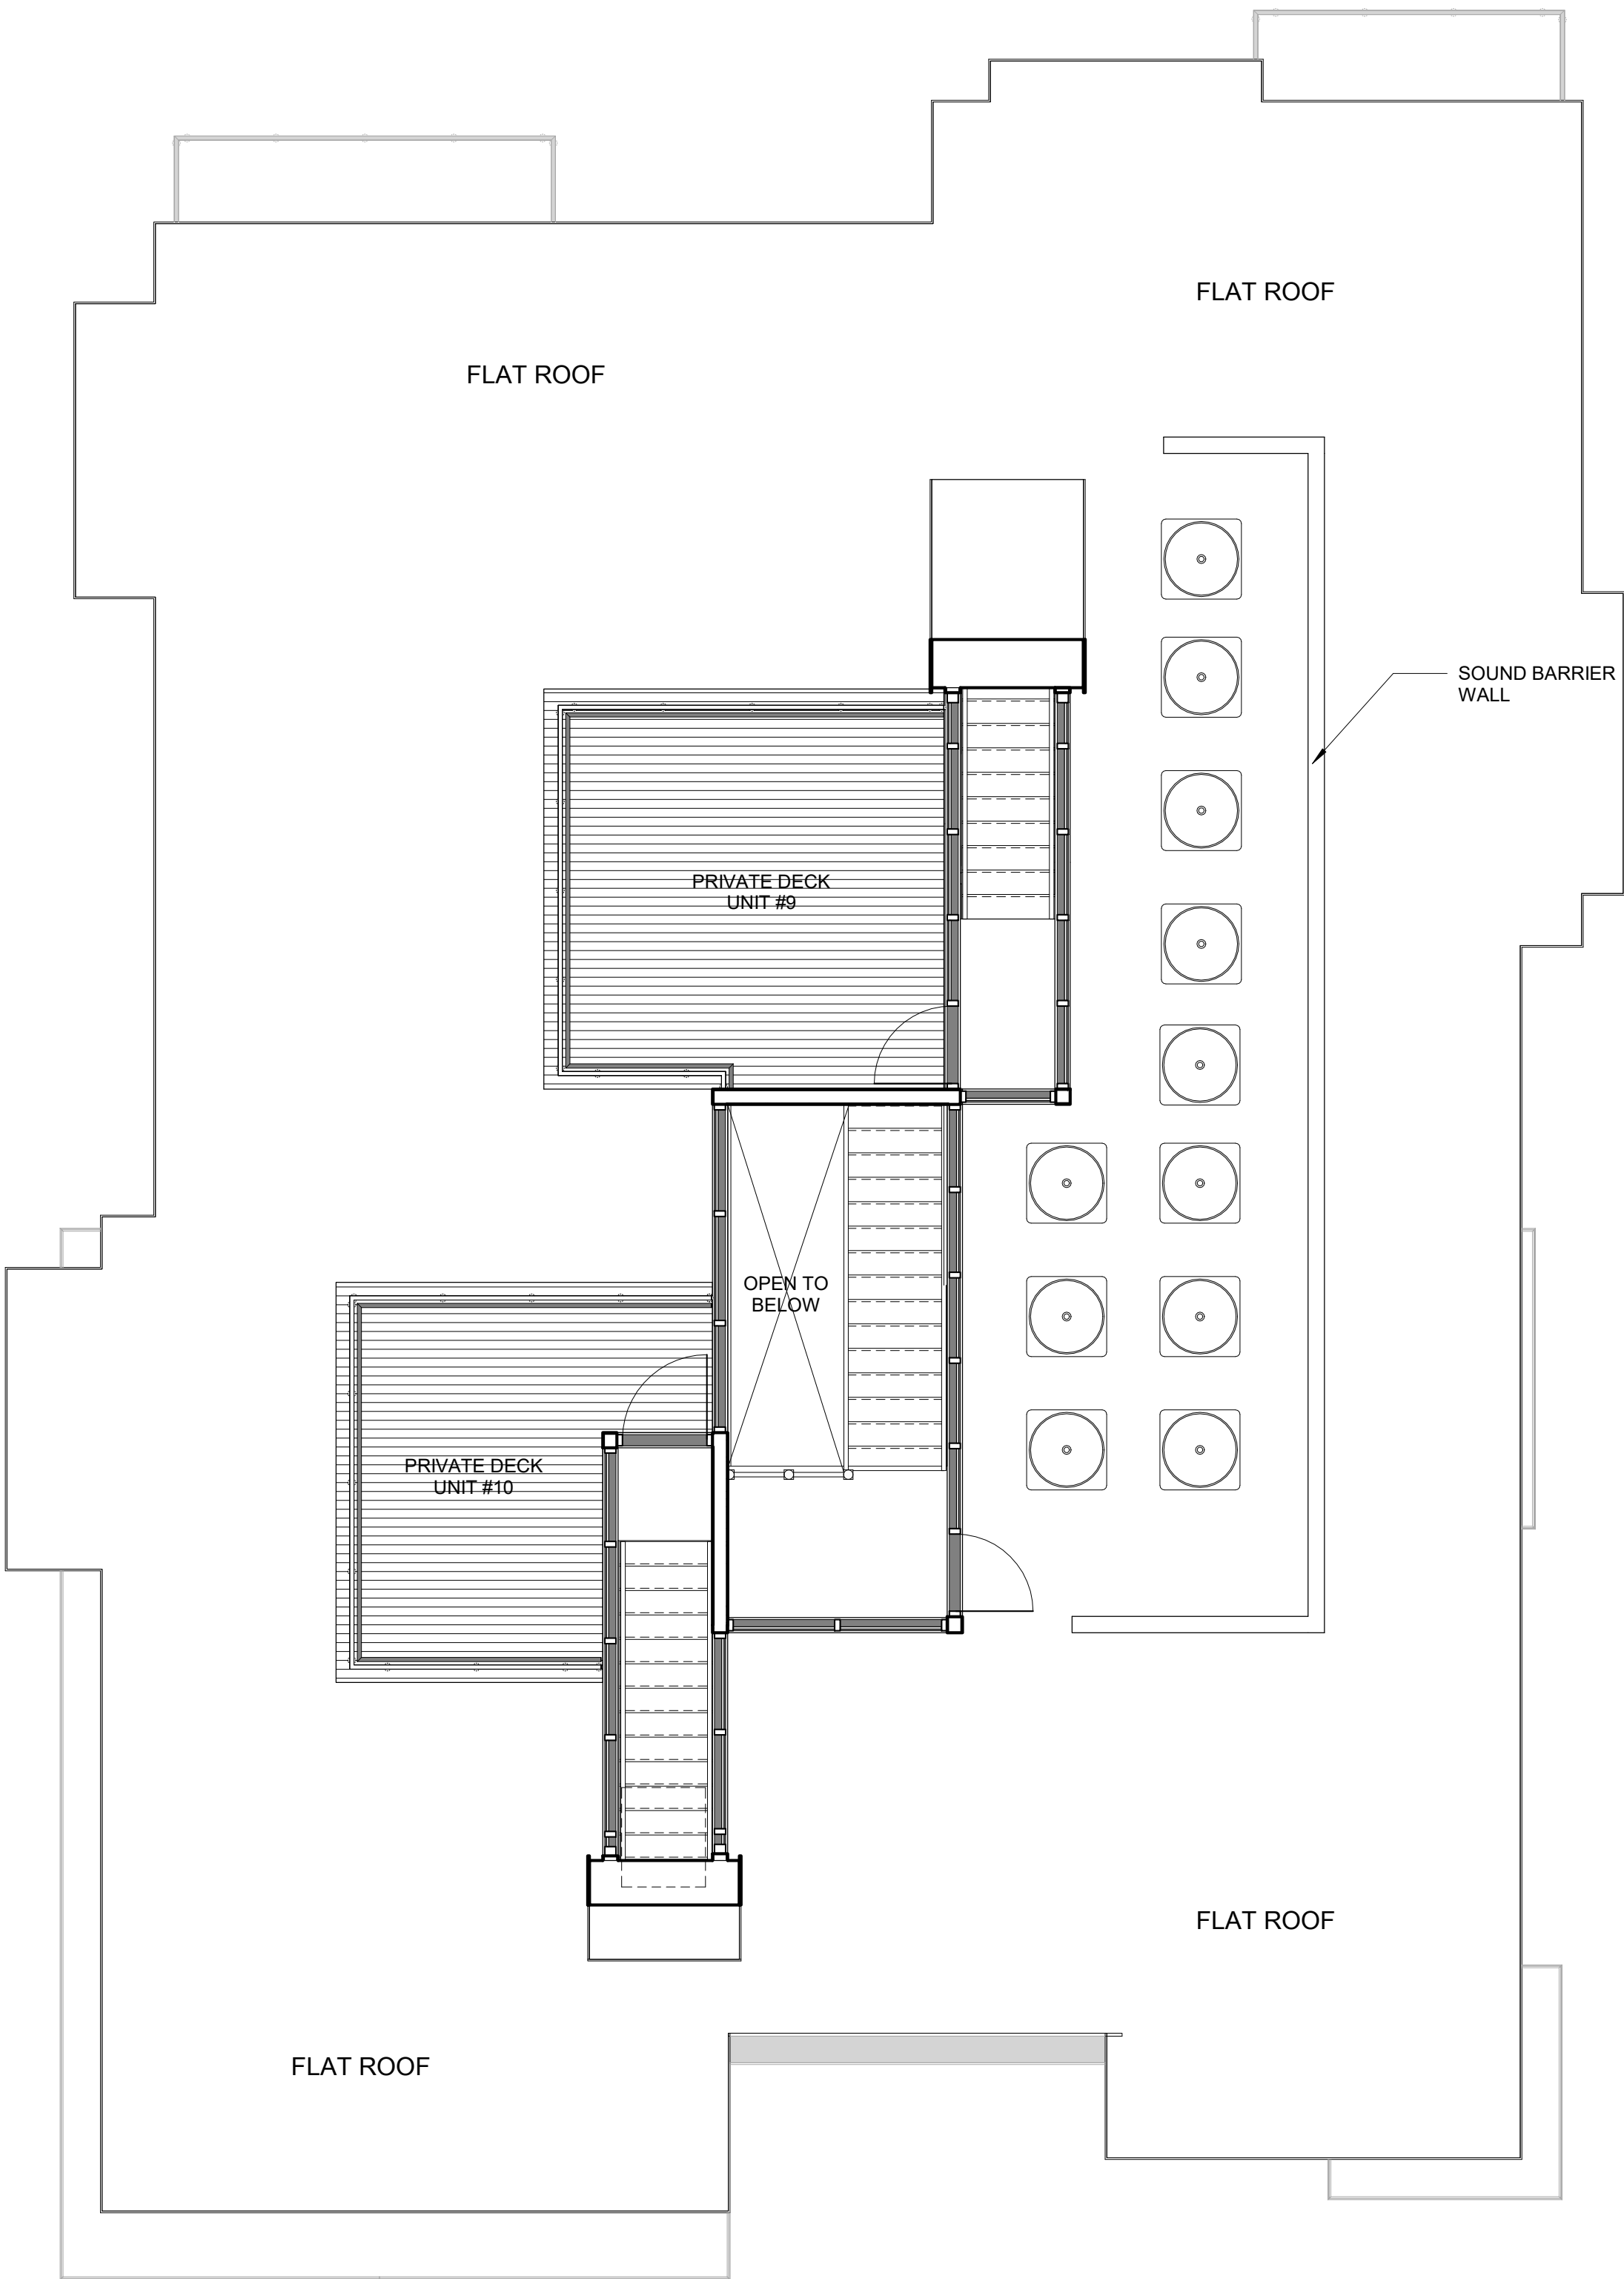 FLAT ROOF
FLAT ROOF
SOUND BARRIER
WALL
PRIVATE DECK
UNIT #9
OPEN TO
BELOW
PRIVATE DECK
UNIT #10
FLAT ROOF
FLAT ROOF